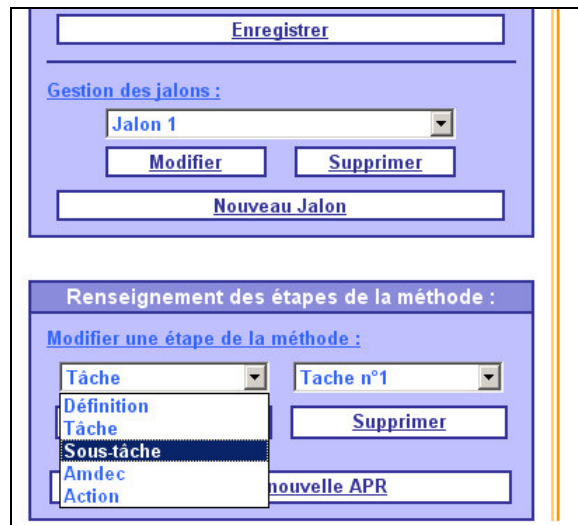 Enregistrer
Gestion des jalons :
Jalon 1
Modifier Supprimer
Nouveau Jalon
Renseignement des étapes de la méthode :
Modifier une étape de la méthode :
Tâche Tache n°1
Définition
Tâche Supprimer
Sous-tâche
Amdec
Action nouvelle APR